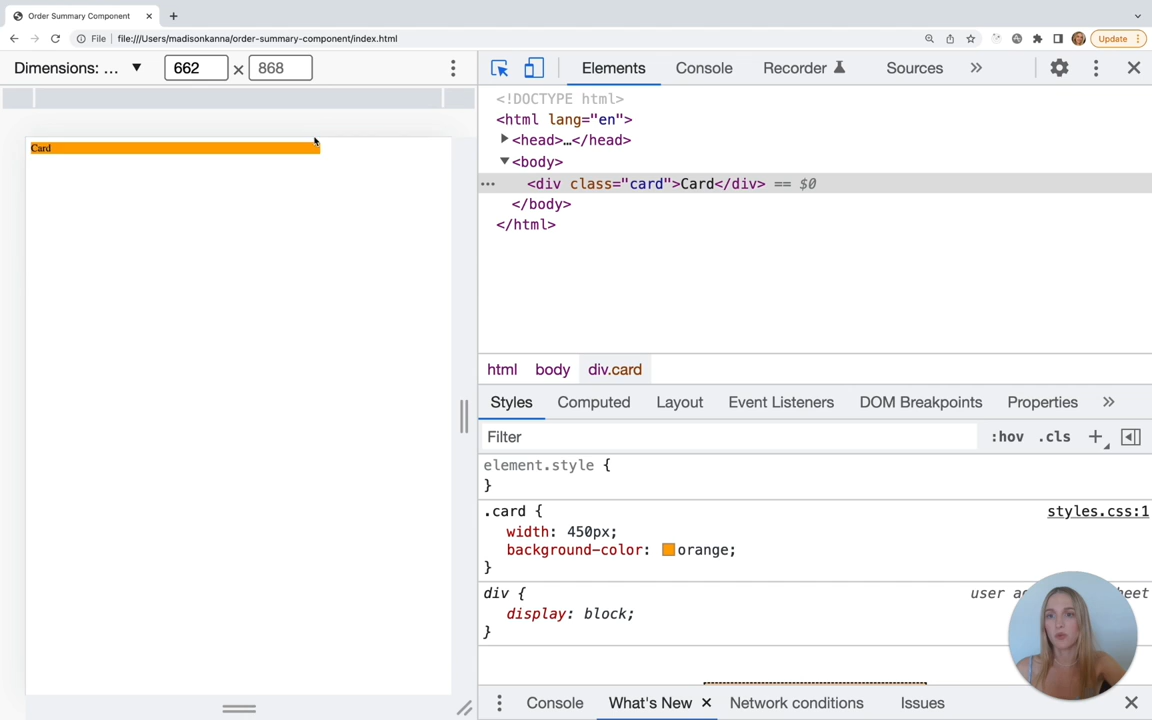 Order Summary Component
File file:///Users/madisonkanna/order-summary-component/index.html Update
Dimensions: ... 662 × 868 Elements Console Recorder Sources »
Card
<!DOCTYPE html>
<html lang="en">
<head>…</head>
<body>
<div class="card">Card</div> == $0
</body>
</html>
html body div.card
Styles Computed Layout Event Listeners DOM Breakpoints Properties »
Filter :hov .cls +
element.style {
}
.card { styles.css:1
width: 450px;
background-color: orange;
}
div { user
display: block;
}
Console What's New × Network conditions Issues